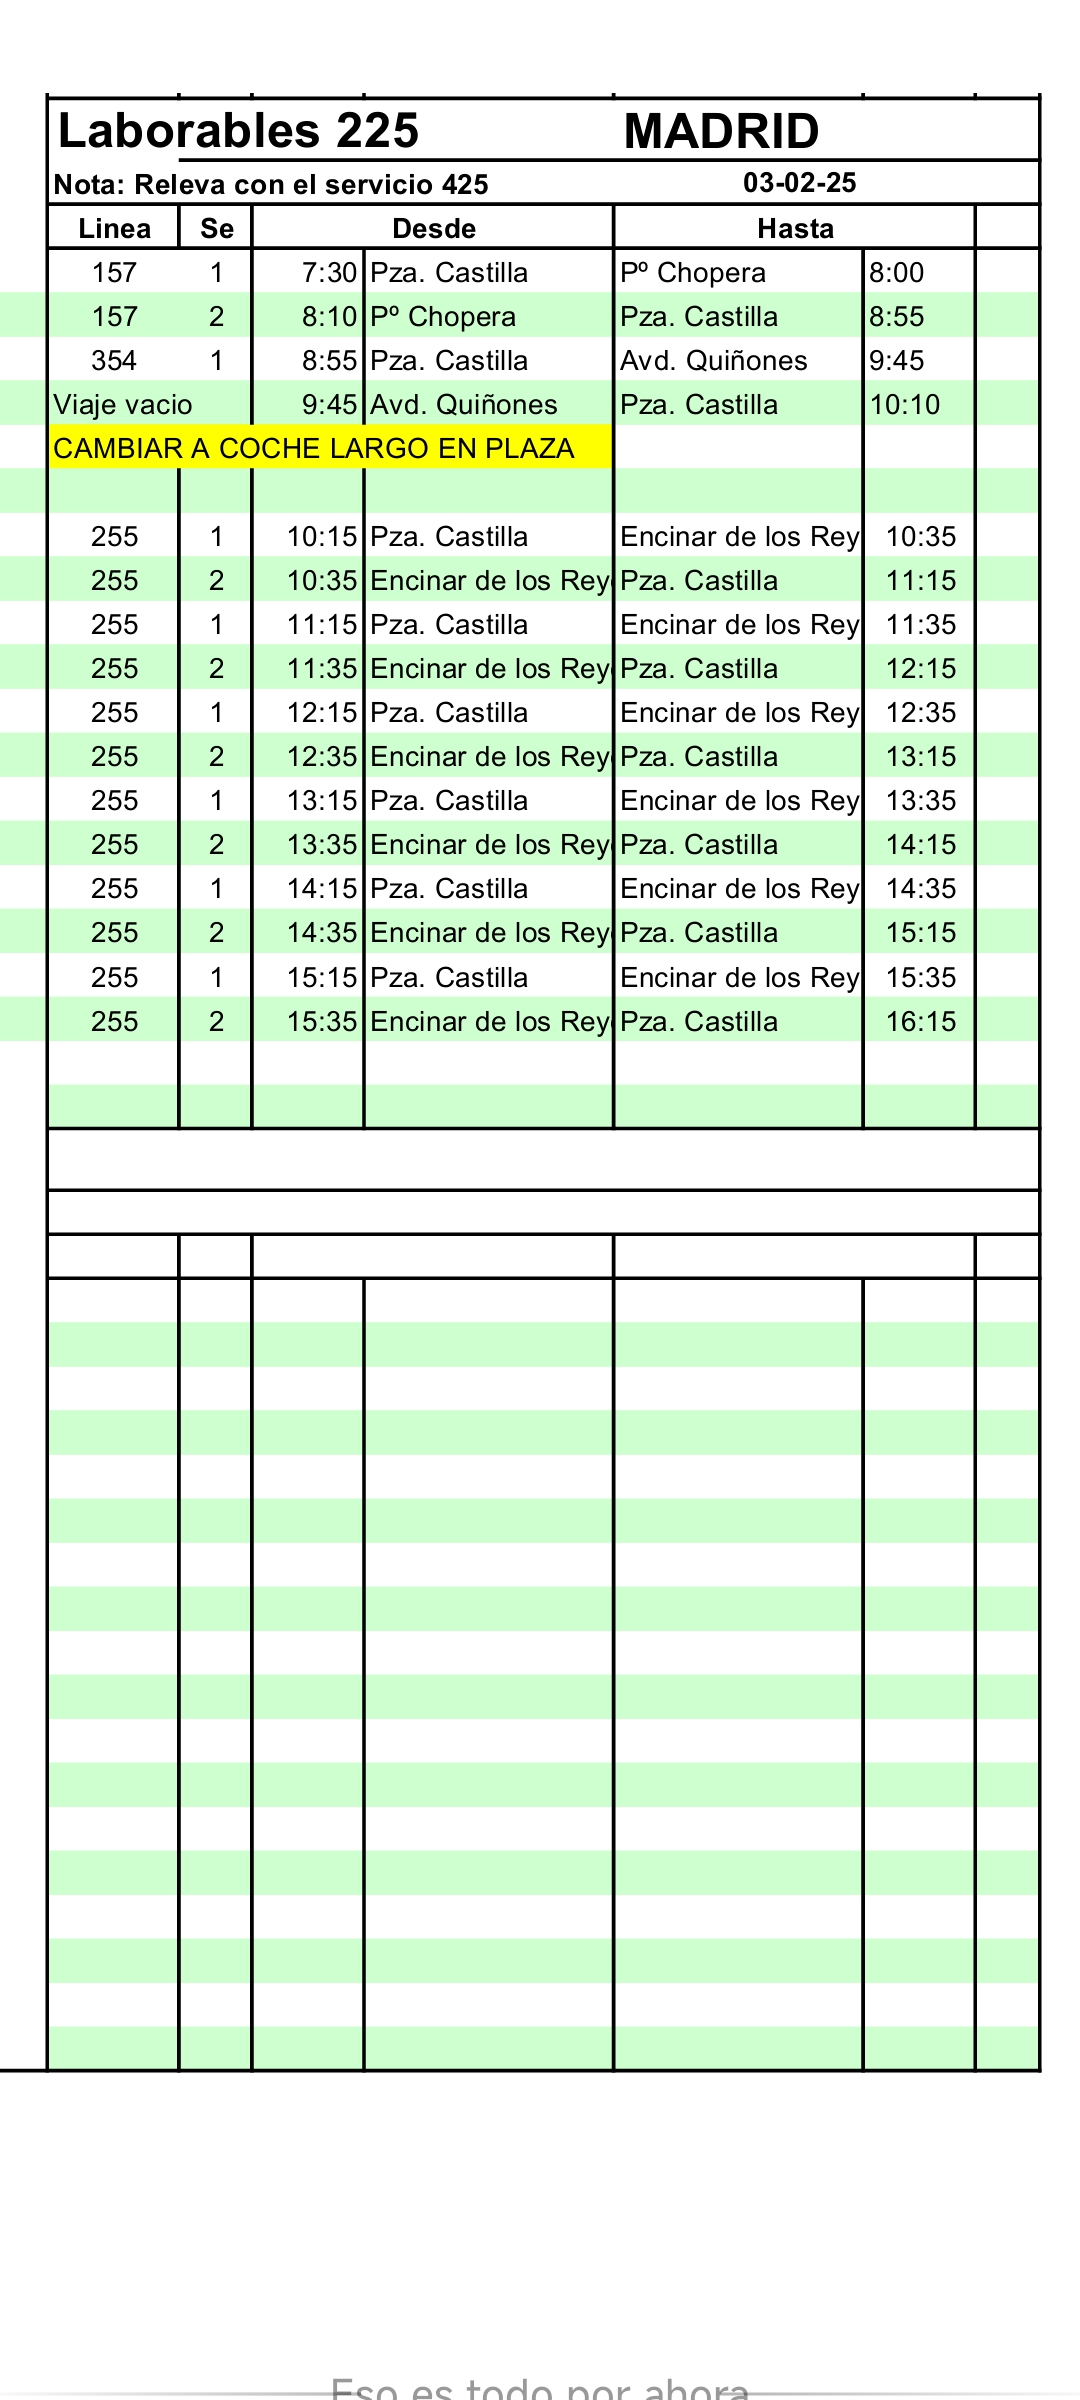 Laborables 225 MADRID
Nota: Releva con el servicio 425 03-02-25
Linea Se Desde Hasta
157 1 7:30 Pza. Castilla Pº Chopera 8:00
157 2 8:10 Pº Chopera Pza. Castilla 8:55
354 1 8:55 Pza. Castilla Avd. Quiñones 9:45
Viaje vacio 9:45 Avd. Quiñones Pza. Castilla 10:10
CAMBIAR A COCHE LARGO EN PLAZA
255 1 10:15 Pza. Castilla Encinar de los Rey 10:35
255 2 10:35 Encinar de los Rey Pza. Castilla 11:15
255 1 11:15 Pza. Castilla Encinar de los Rey 11:35
255 2 11:35 Encinar de los Rey Pza. Castilla 12:15
255 1 12:15 Pza. Castilla Encinar de los Rey 12:35
255 2 12:35 Encinar de los Rey Pza. Castilla 13:15
255 1 13:15 Pza. Castilla Encinar de los Rey 13:35
255 2 13:35 Encinar de los Rey Pza. Castilla 14:15
255 1 14:15 Pza. Castilla Encinar de los Rey 14:35
255 2 14:35 Encinar de los Rey Pza. Castilla 15:15
255 1 15:15 Pza. Castilla Encinar de los Rey 15:35
255 2 15:35 Encinar de los Rey Pza. Castilla 16:15
Eso es todo por ahora